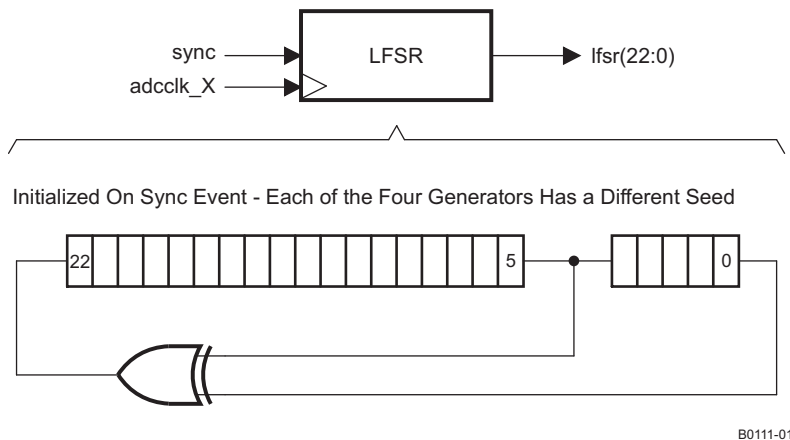 sync
LFSR
lfsr(22:0)
adcclk_X
Initialized On Sync Event - Each of the Four Generators Has a Different Seed
22 5 0
B0111-01